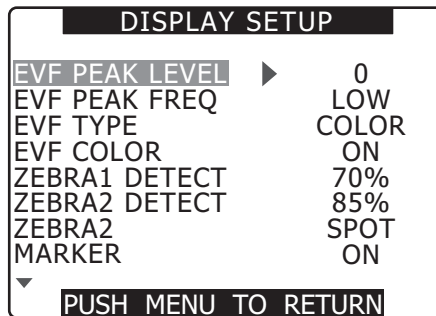 DISPLAY SETUP
EVF PEAK LEVEL 0
EVF PEAK FREQ LOW
EVF TYPE COLOR
EVF COLOR ON
ZEBRA1 DETECT 70%
ZEBRA2 DETECT 85%
ZEBRA2 SPOT
MARKER ON
PUSH MENU TO RETURN